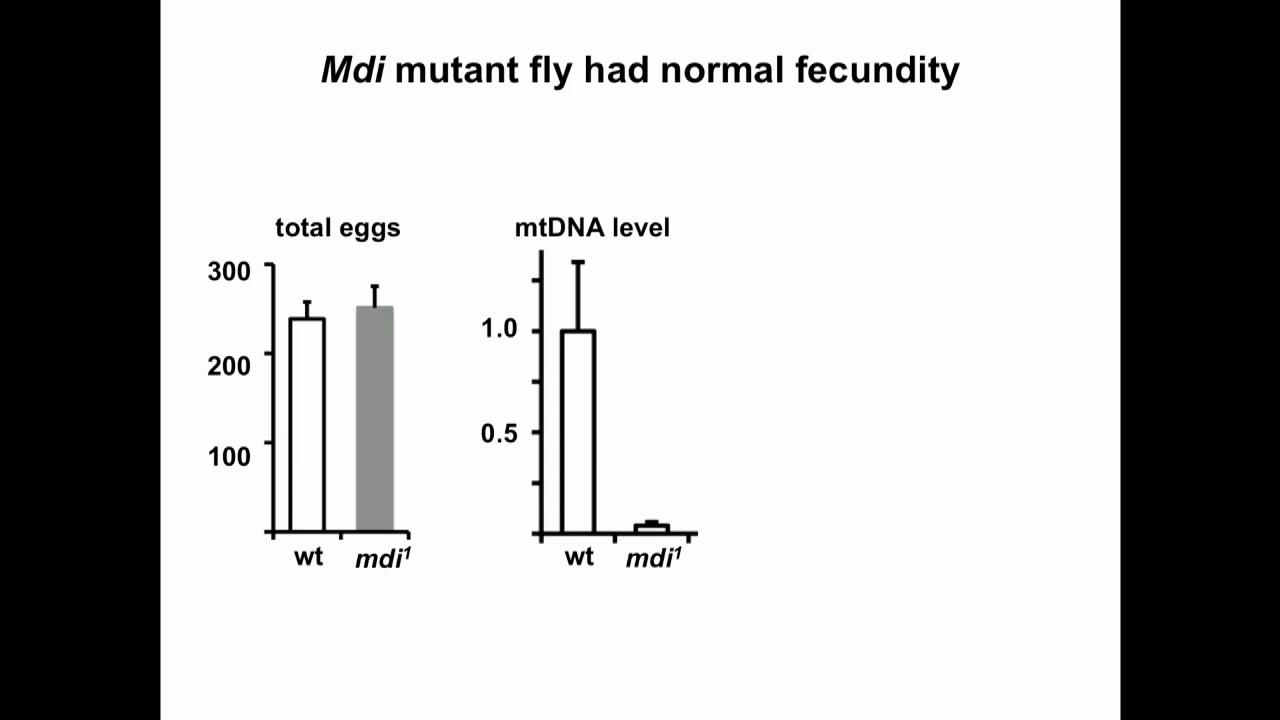 Mdi mutant fly had normal fecundity
total eggs
300
200
100
wt mdi¹
mtDNA level
1.0
0.5
wt mdi¹